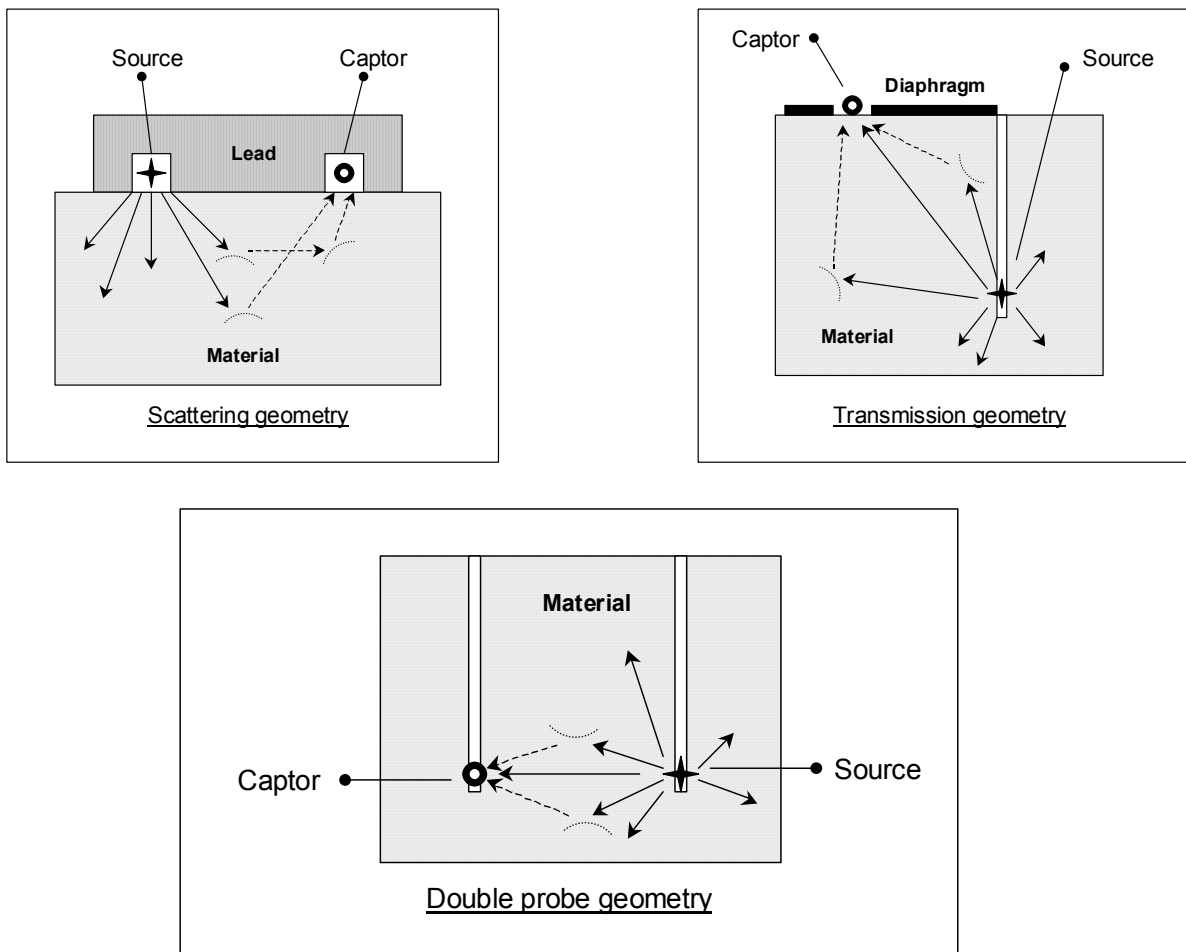 Source
Captor
Lead
Material
Scattering geometry
Captor
Source
Diaphragm
Material
Transmission geometry
Material
Captor
Source
Double probe geometry